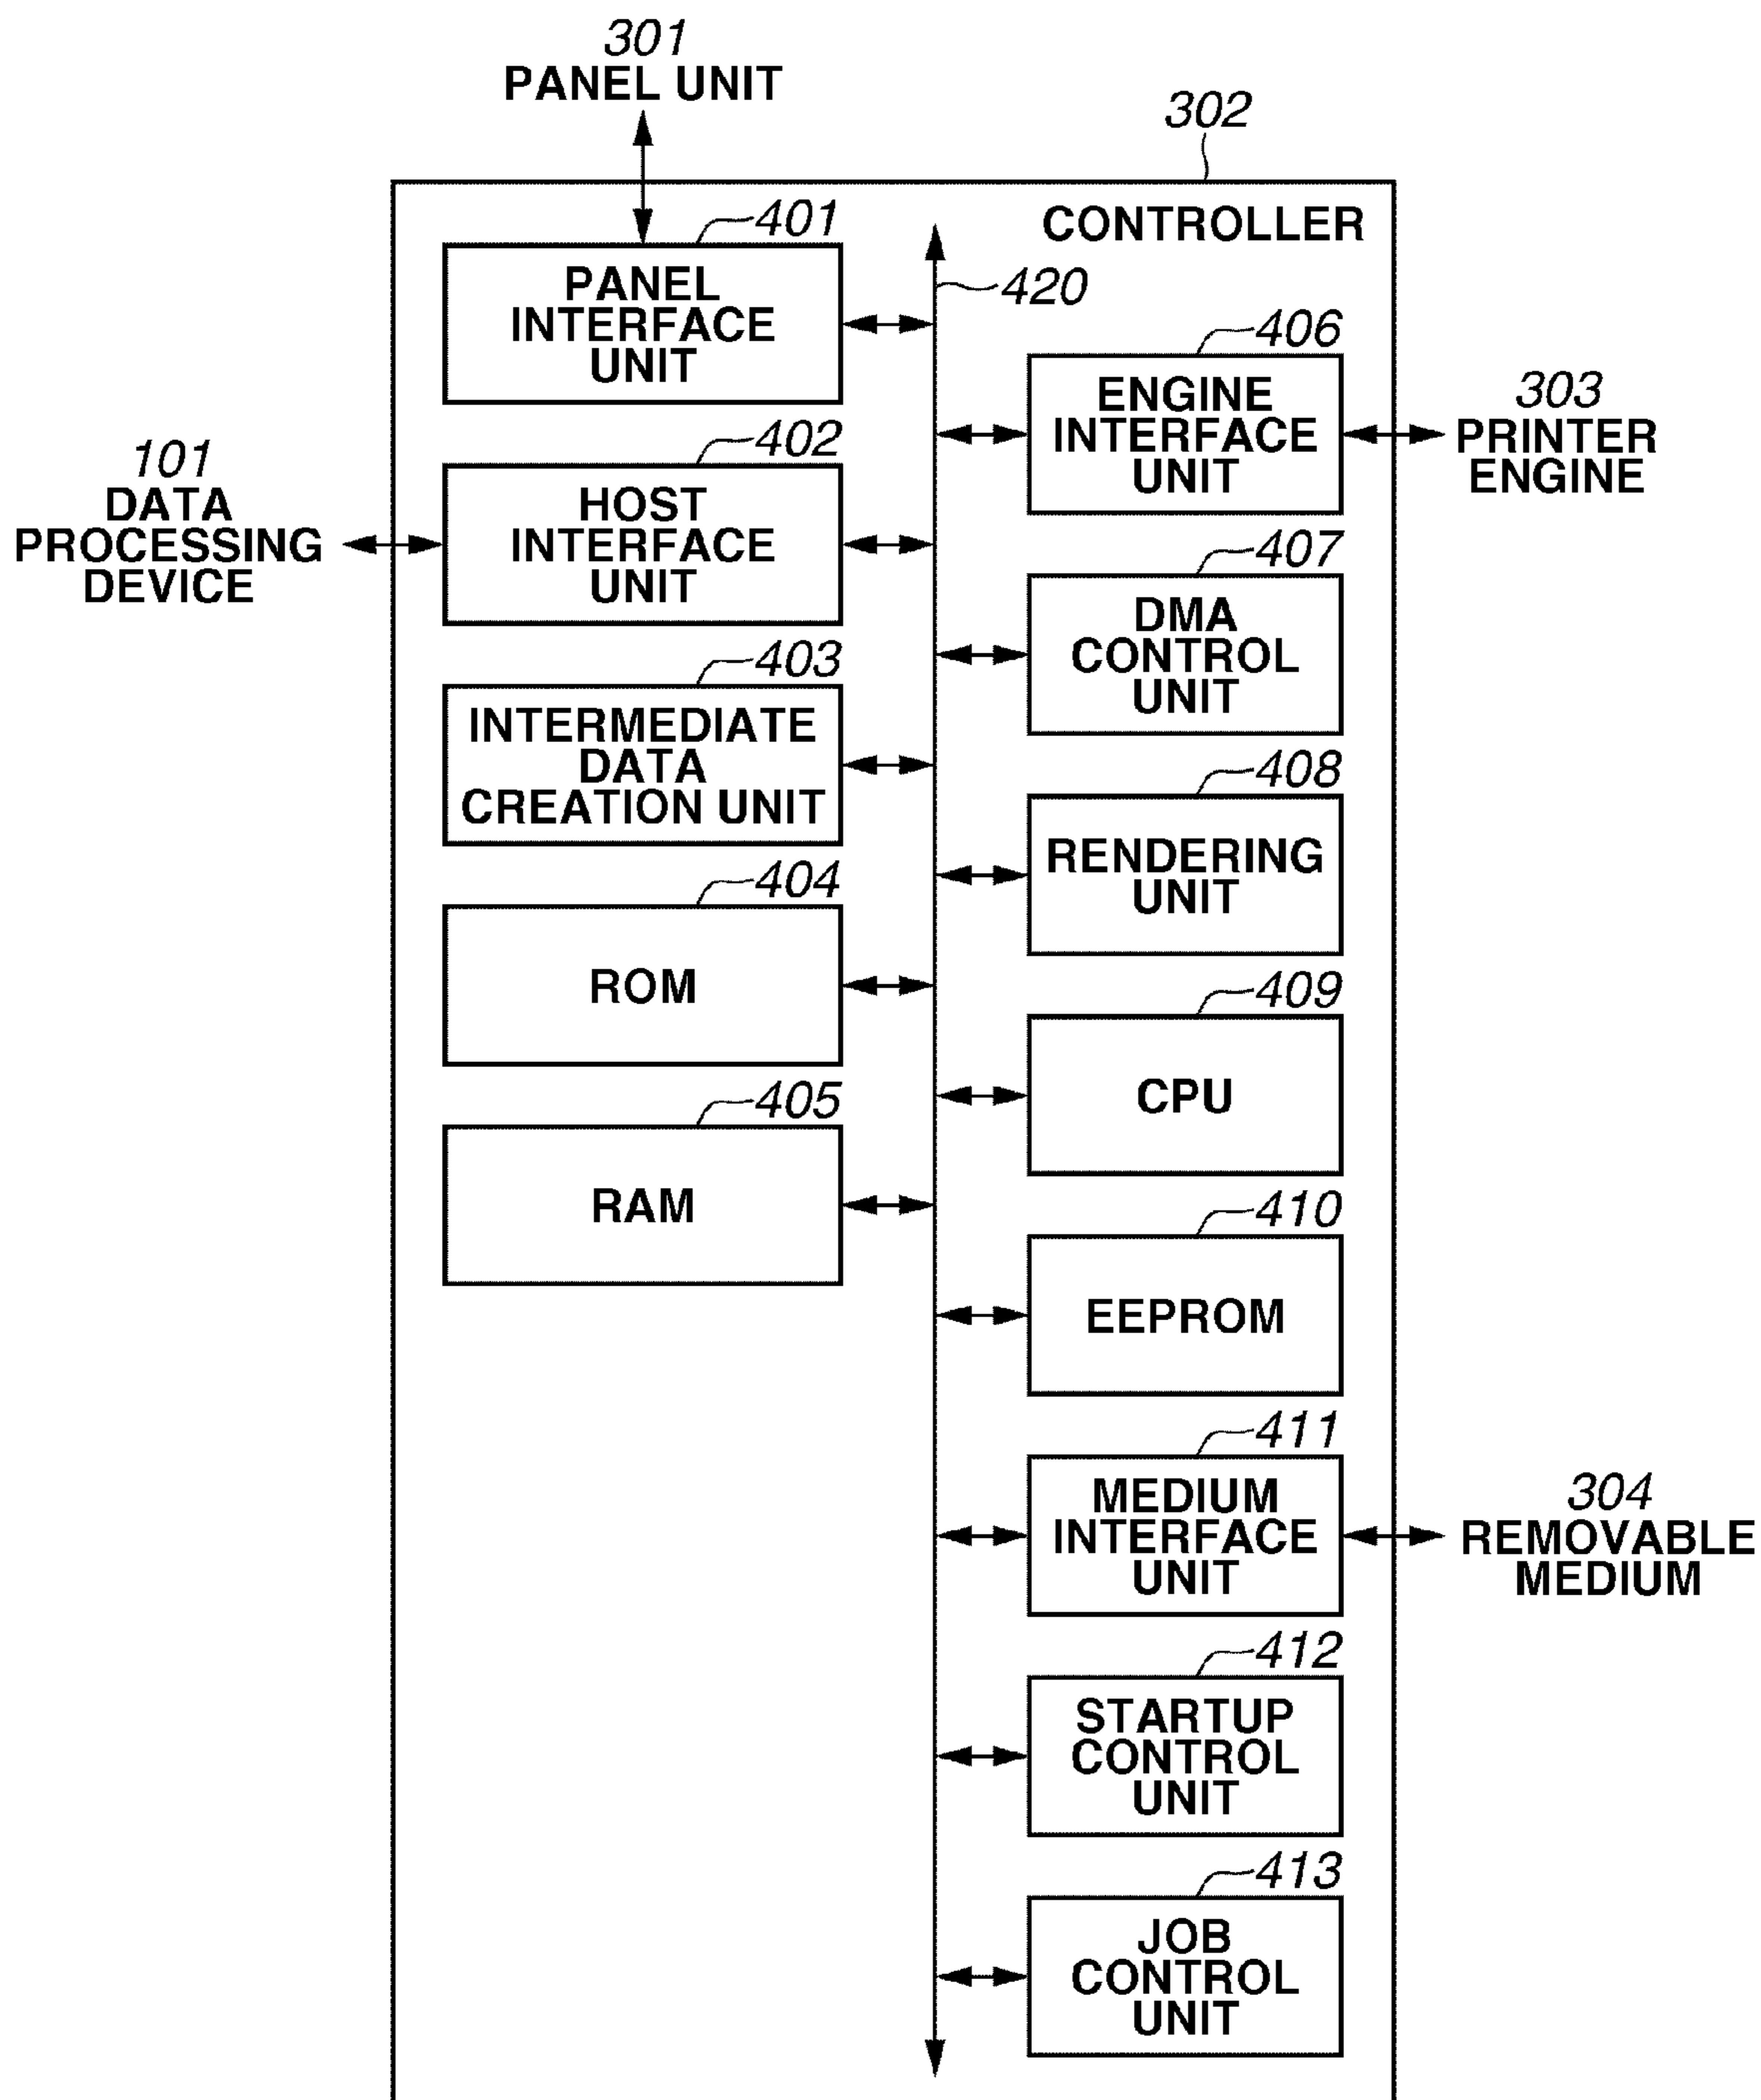 301
PANEL UNIT
302
CONTROLLER
401
PANEL
INTERFACE
UNIT
420
406
ENGINE
INTERFACE
UNIT
303
PRINTER
ENGINE
402
HOST
INTERFACE
UNIT
101
DATA
PROCESSING
DEVICE
407
DMA
CONTROL
UNIT
403
INTERMEDIATE
DATA
CREATION UNIT
408
RENDERING
UNIT
404
ROM
409
CPU
405
RAM
410
EEPROM
411
MEDIUM
INTERFACE
UNIT
304
REMOVABLE
MEDIUM
412
STARTUP
CONTROL
UNIT
413
JOB
CONTROL
UNIT